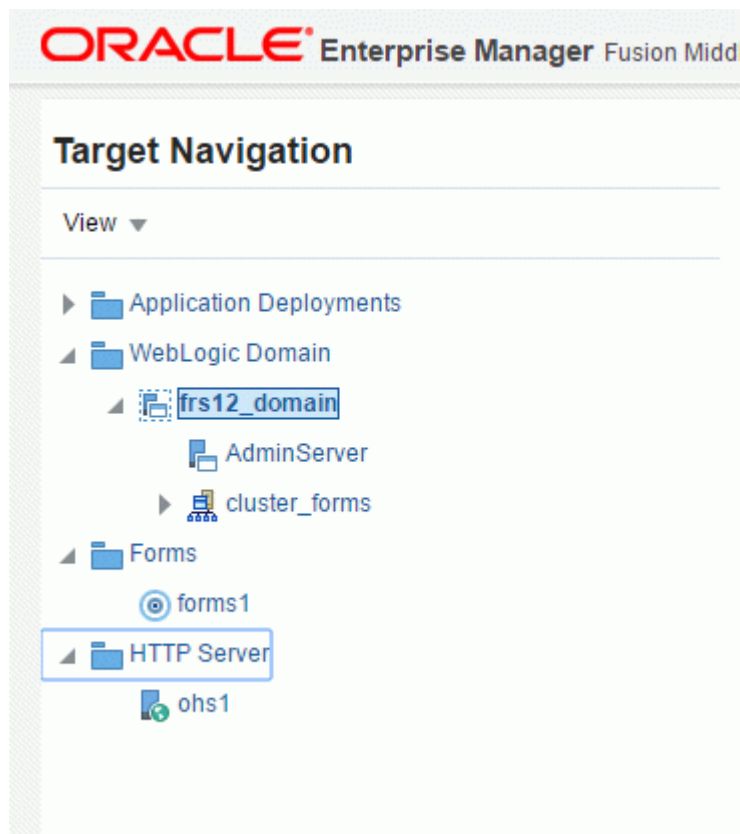 ORACLE Enterprise Manager Fusion Midd
Target Navigation
View
Application Deployments
WebLogic Domain
frs12_domain
AdminServer
cluster_forms
Forms
forms1
HTTP Server
ohs1